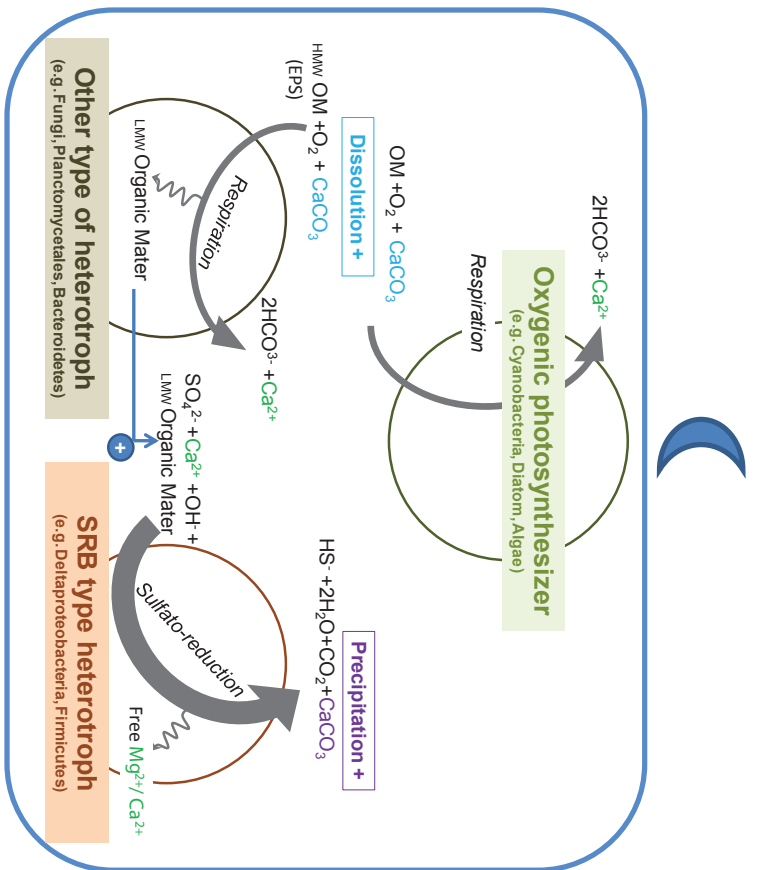 2HCO³⁻ +Ca²⁺
Oxygenic photosynthesizer
(e.g. Cyanobacteria, Diatom, Algae)
Respiration
OM +O₂ + CaCO₃
Dissolution +
HMW OM +O₂ + CaCO₃
(EPS)
Respiration
2HCO³⁻ +Ca²⁺
LMW Organic Mater
Other type of heterotroph
(e.g. Fungi, Planctomycetales, Bacteroidetes)
Precipitation +
HS⁻ +2H₂O+CO₂+CaCO₃
SO₄²⁻ +Ca²⁺ +OH⁻ +
LMW Organic Mater
+
Sulfato-reduction
Free Mg²⁺/ Ca²⁺
SRB type heterotroph
(e.g. Deltaproteobacteria, Firmicutes)